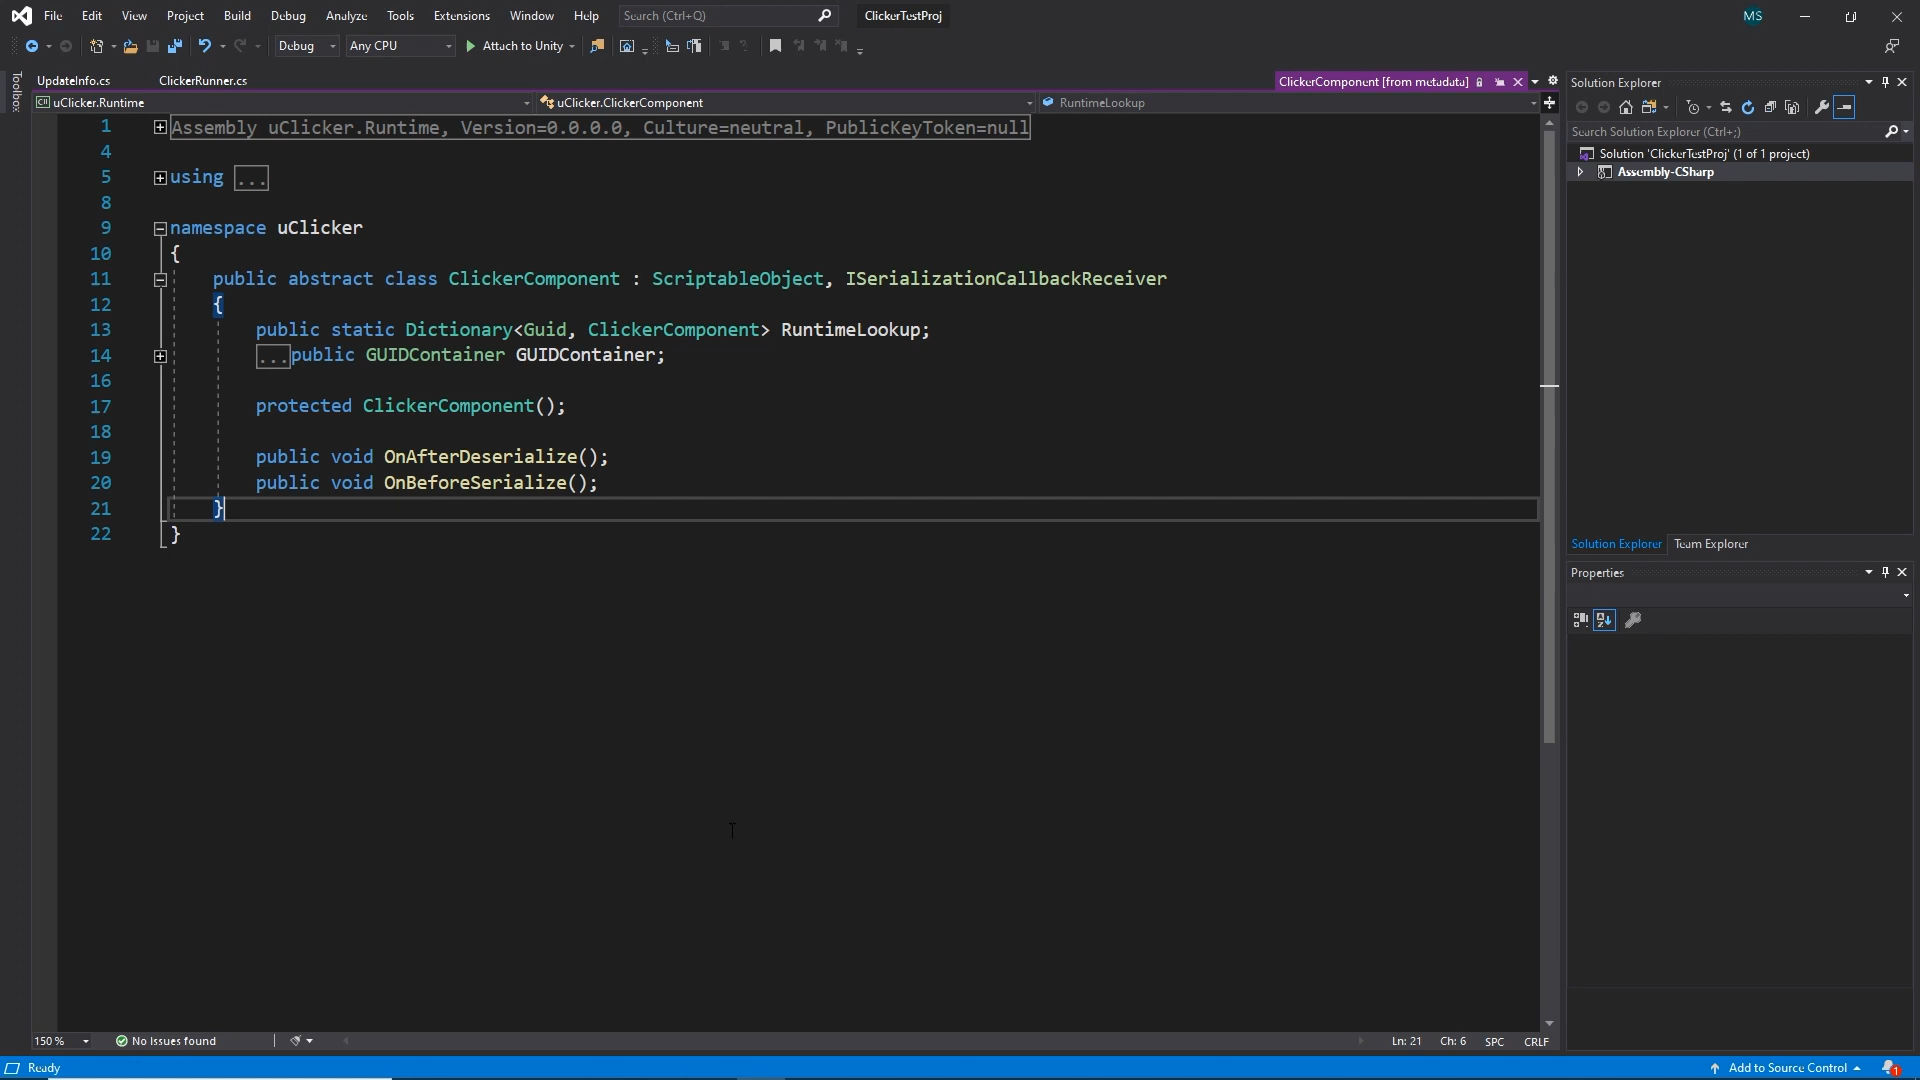 File Edit View Project Build Debug Analyze Tools Extensions Window Help Search (Ctrl+Q) ClickerTestProj MS
Debug Any CPU Attach to Unity
Toolbox
UpdateInfo.cs ClickerRunner.cs ClickerComponent [from metadata]
uClicker.Runtime uClicker.ClickerComponent RuntimeLookup
1 Assembly uClicker.Runtime, Version=0.0.0.0, Culture=neutral, PublicKeyToken=null
4
5 using ...
8
9 namespace uClicker
10 {
11 public abstract class ClickerComponent : ScriptableObject, ISerializationCallbackReceiver
12 {
13 public static Dictionary<Guid, ClickerComponent> RuntimeLookup;
14 ...public GUIDContainer GUIDContainer;
16
17 protected ClickerComponent();
18
19 public void OnAfterDeserialize();
20 public void OnBeforeSerialize();
21 }
22 }
150 % No issues found Ln: 21 Ch: 6 SPC CRLF
Solution Explorer
Search Solution Explorer (Ctrl+;)
Solution 'ClickerTestProj' (1 of 1 project)
Assembly-CSharp
Solution Explorer Team Explorer
Properties
Ready Add to Source Control 1